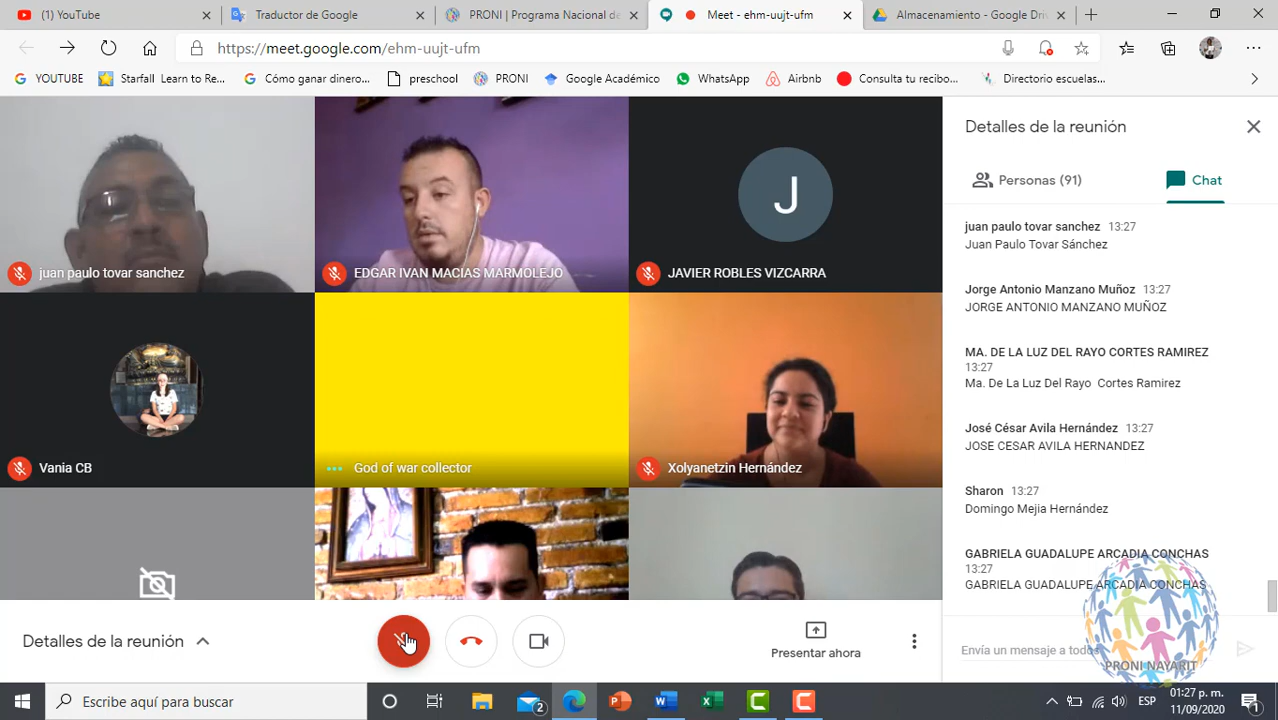 (1) YouTube
Traductor de Google
PRONI | Programa Nacional de
Meet - ehm-uujt-ufm
Almacenamiento - Google Dri
https://meet.google.com/ehm-uujt-ufm
YOUTUBE
Starfall Learn to Re...
Cómo ganar dinero...
preschool
PRONI
Google Académico
WhatsApp
Airbnb
Consulta tu recibo...
Directorio escuelas...
juan paulo tovar sanchez
EDGAR IVAN MACIAS MARMOLEJO
J
JAVIER ROBLES VIZCARRA
Vania CB
God of war collector
Xolyanetzin Hernández
Detalles de la reunión
Personas (91)
Chat
juan paulo tovar sanchez 13:27
Juan Paulo Tovar Sánchez
Jorge Antonio Manzano Muñoz 13:27
JORGE ANTONIO MANZANO MUÑOZ
MA. DE LA LUZ DEL RAYO CORTES RAMIREZ
13:27
Ma. De La Luz Del Rayo Cortes Ramirez
José César Avila Hernández 13:27
JOSE CESAR AVILA HERNANDEZ
Sharon 13:27
Domingo Mejia Hernández
GABRIELA GUADALUPE ARCADIA CONCHAS
13:27
GABRIELA GUADALUPE ARCADIA CONCHAS
Envía un mensaje a todos
PRONI NAYARIT
Detalles de la reunión
Presentar ahora
Escribe aquí para buscar
2
ESP
01:27 p. m.
11/09/2020
1